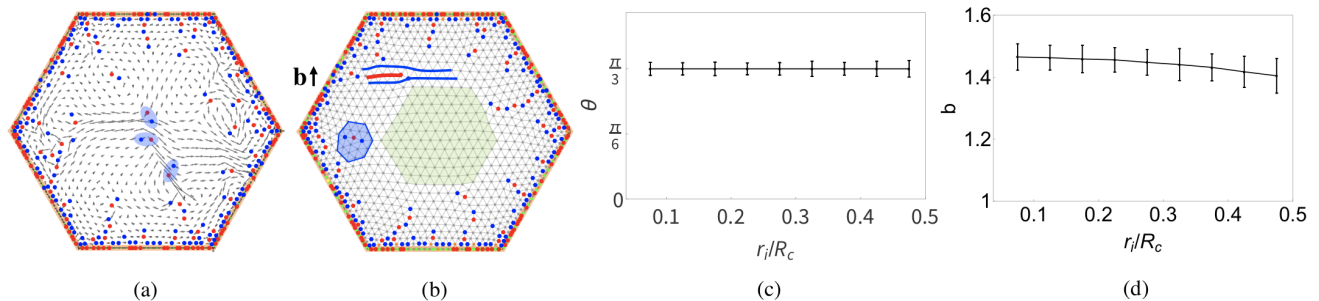 b↑
π/3
θ
π/6
0
0.1 0.2 0.3 0.4 0.5
r_i/R_c
1.6
1.4
b
1.2
1
0.1 0.2 0.3 0.4 0.5
r_i/R_c
(a) (b) (c) (d)